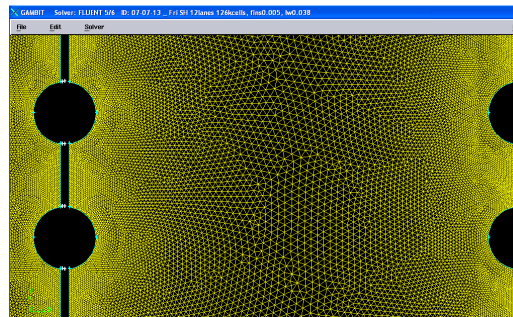 GAMBIT Solver: FLUENT 5/6 ID: 07-07-13 _ Fri SH 12lanes 126kcells, fins0.005, lw0.038
File Edit Solver